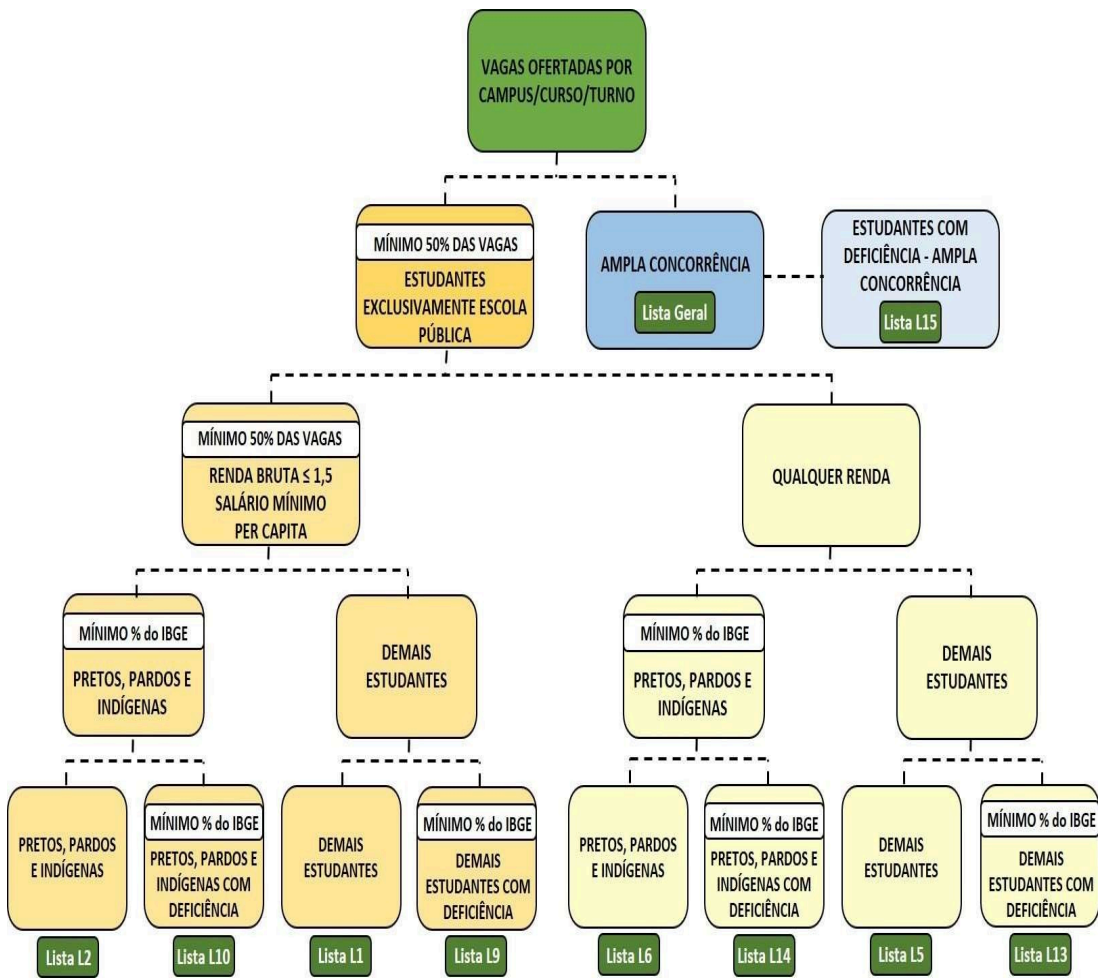 VAGAS OFERTADAS POR
CAMPUS/CURSO/TURNO
MÍNIMO 50% DAS VAGAS
ESTUDANTES
EXCLUSIVAMENTE ESCOLA
PÚBLICA
AMPLA CONCORRÊNCIA
Lista Geral
ESTUDANTES COM
DEFICIÊNCIA - AMPLA
CONCORRÊNCIA
Lista L15
MÍNIMO 50% DAS VAGAS
RENDA BRUTA ≤ 1,5
SALÁRIO MÍNIMO
PER CAPITA
QUALQUER RENDA
MÍNIMO % do IBGE
PRETOS, PARDOS E
INDÍGENAS
DEMAIS
ESTUDANTES
MÍNIMO % do IBGE
PRETOS, PARDOS E
INDÍGENAS
DEMAIS
ESTUDANTES
PRETOS, PARDOS
E INDÍGENAS
Lista L2
MÍNIMO % do IBGE
PRETOS, PARDOS E
INDÍGENAS COM
DEFICIÊNCIA
Lista L10
DEMAIS
ESTUDANTES
Lista L1
MÍNIMO % do IBGE
DEMAIS
ESTUDANTES COM
DEFICIÊNCIA
Lista L9
PRETOS, PARDOS
E INDÍGENAS
Lista L6
MÍNIMO % do IBGE
PRETOS, PARDOS E
INDÍGENAS COM
DEFICIÊNCIA
Lista L14
DEMAIS
ESTUDANTES
Lista L5
MÍNIMO % do IBGE
DEMAIS
ESTUDANTES COM
DEFICIÊNCIA
Lista L13